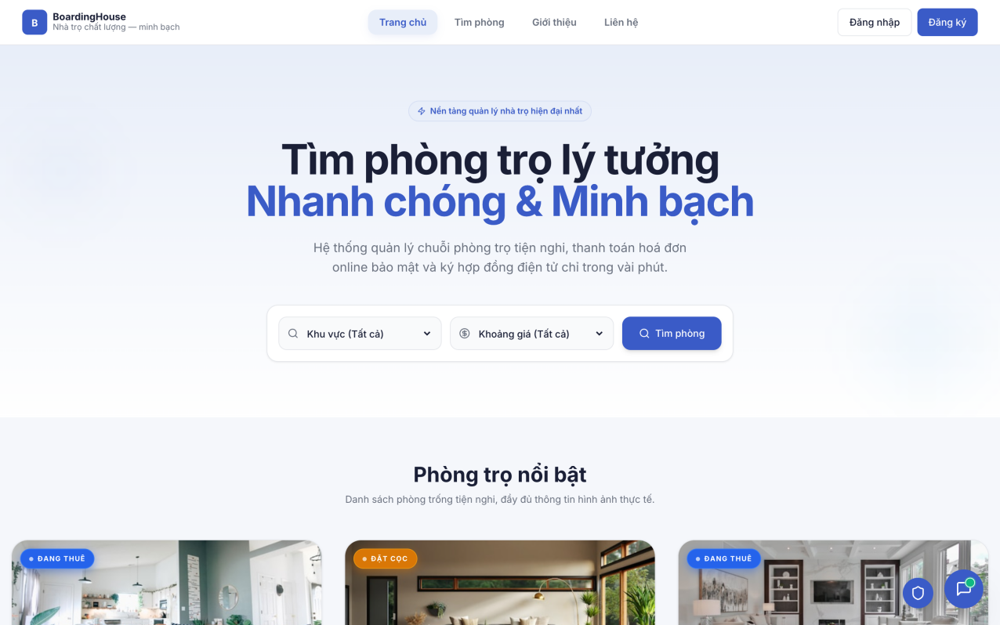 B
BoardingHouse
Nhà trọ chất lượng — minh bạch
Trang chủ
Tìm phòng
Giới thiệu
Liên hệ
Đăng nhập
Đăng ký
Nền tảng quản lý nhà trọ hiện đại nhất
Tìm phòng trọ lý tưởng
Nhanh chóng & Minh bạch
Hệ thống quản lý chuỗi phòng trọ tiện nghi, thanh toán hoá đơn
online bảo mật và ký hợp đồng điện tử chỉ trong vài phút.
Khu vực (Tất cả)
Khoảng giá (Tất cả)
Tìm phòng
Phòng trọ nổi bật
Danh sách phòng trống tiện nghi, đầy đủ thông tin hình ảnh thực tế.
ĐANG THUÊ
ĐẶT CỌC
ĐANG THUÊ